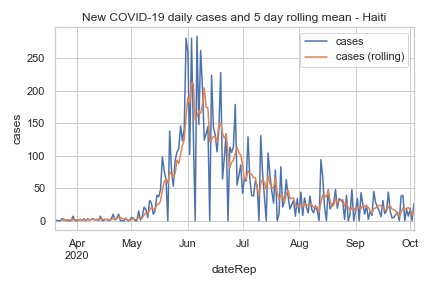 New COVID-19 daily cases and 5 day rolling mean - Haiti
cases
cases (rolling)
250
200
150
100
50
0
cases
Apr May Jun Jul Aug Sep Oct
2020
dateRep